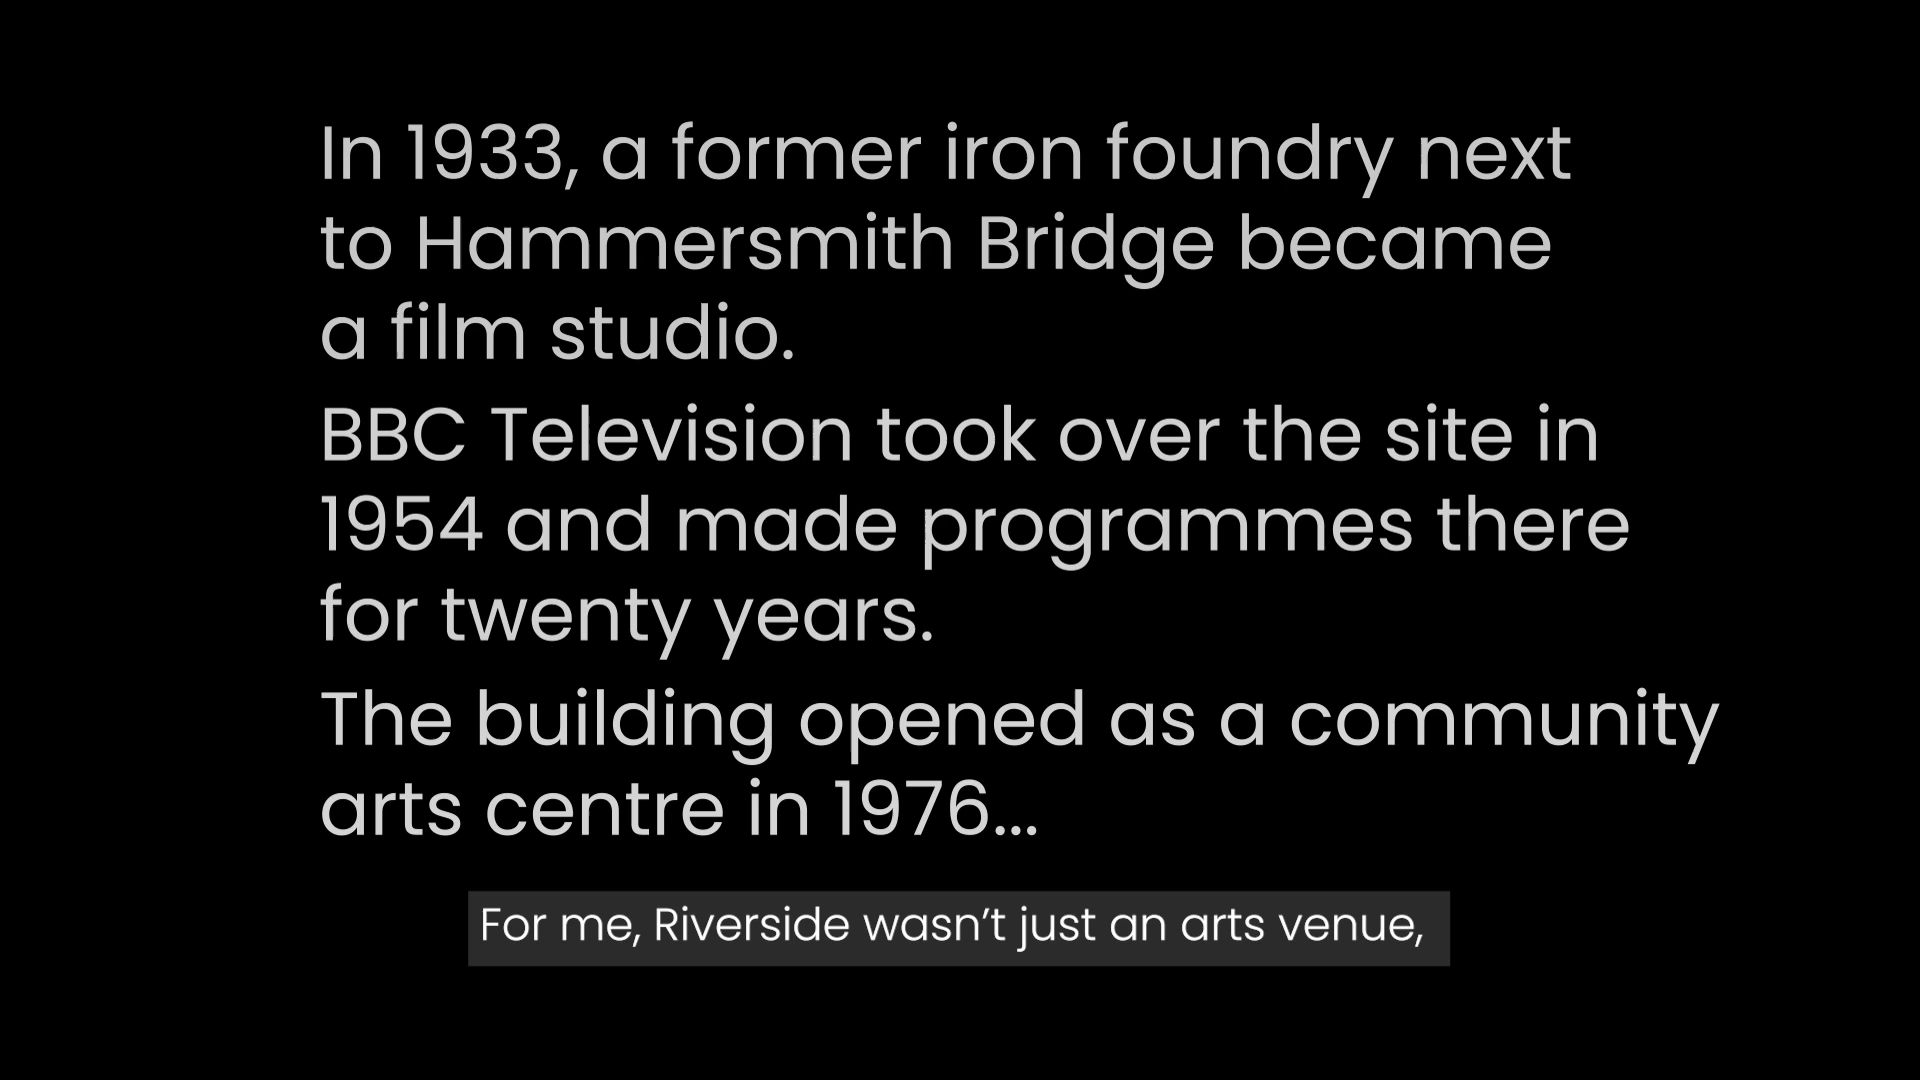 In 1933, a former iron foundry next
to Hammersmith Bridge became
a film studio.
BBC Television took over the site in
1954 and made programmes there
for twenty years.
The building opened as a community
arts centre in 1976...
For me, Riverside wasn’t just an arts venue,